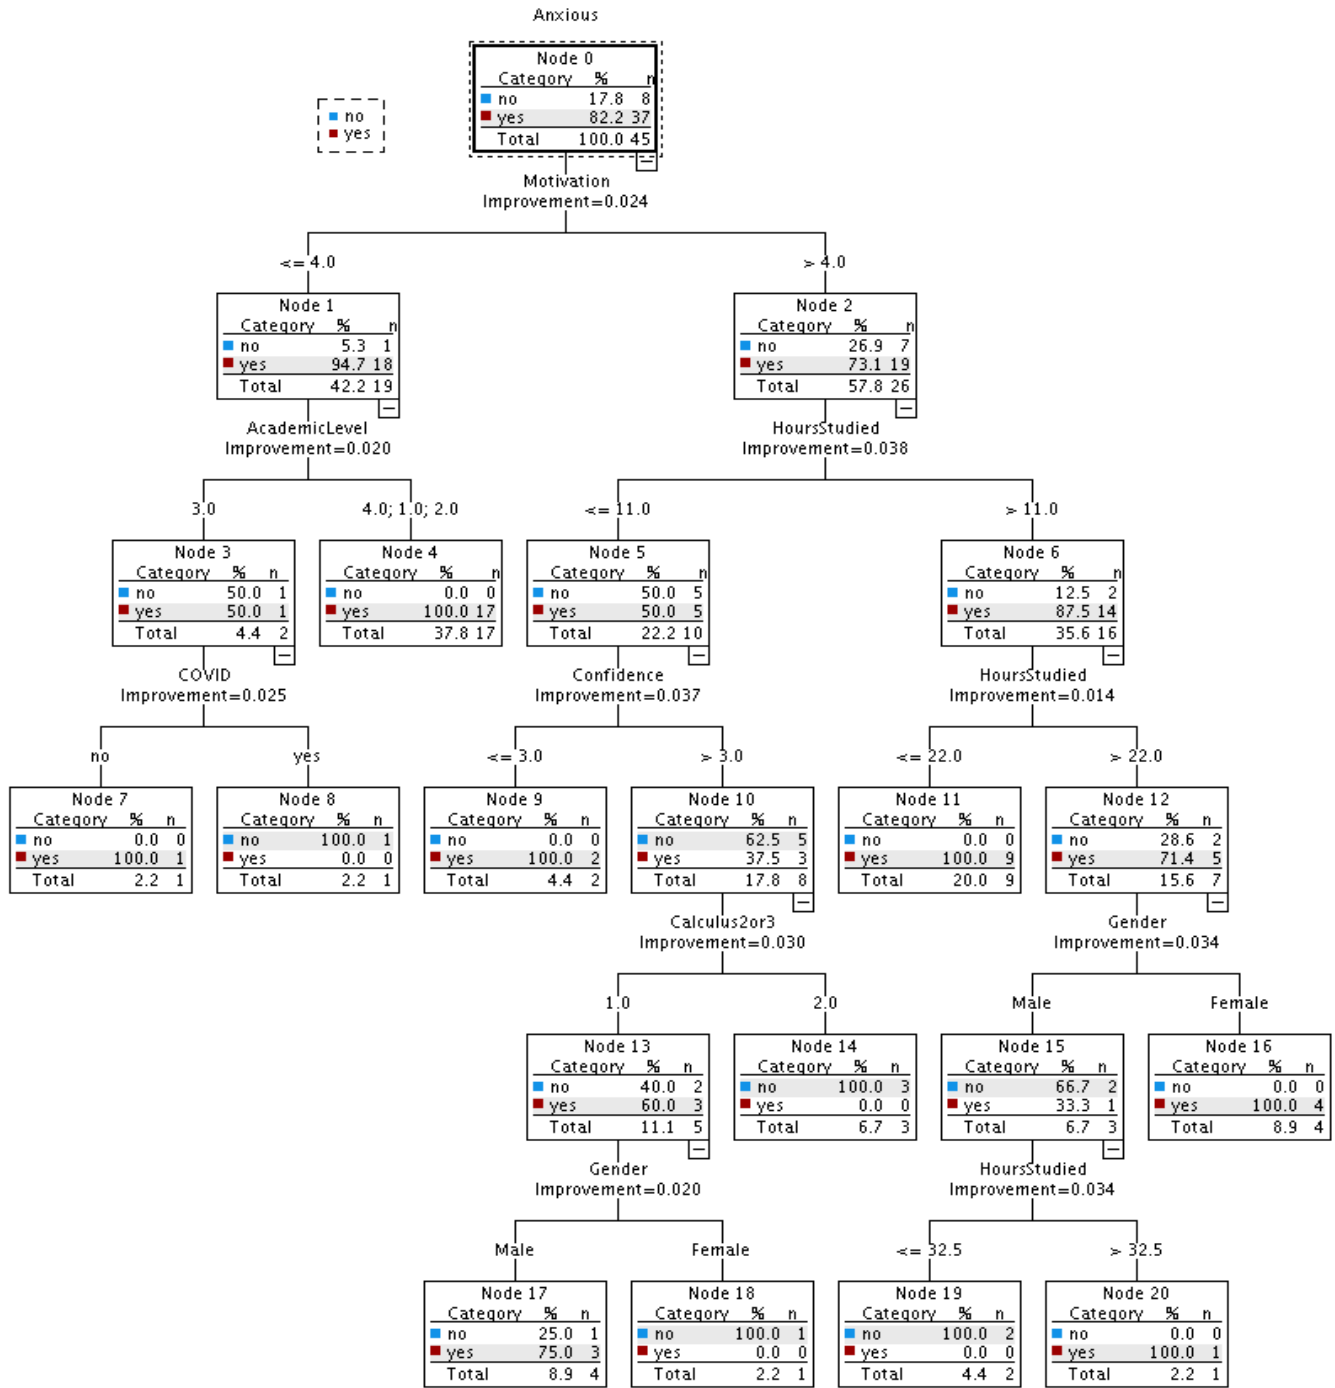 Anxious
no
yes
Node 0
Category % n
no 17.8 8
yes 82.2 37
Total 100.0 45
Motivation
Improvement=0.024
<= 4.0
> 4.0
Node 1
Category % n
no 5.3 1
yes 94.7 18
Total 42.2 19
AcademicLevel
Improvement=0.020
Node 2
Category % n
no 26.9 7
yes 73.1 19
Total 57.8 26
HoursStudied
Improvement=0.038
3.0
4.0; 1.0; 2.0
<= 11.0
> 11.0
Node 3
Category % n
no 50.0 1
yes 50.0 1
Total 4.4 2
COVID
Improvement=0.025
Node 4
Category % n
no 0.0 0
yes 100.0 17
Total 37.8 17
Node 5
Category % n
no 50.0 5
yes 50.0 5
Total 22.2 10
Confidence
Improvement=0.037
Node 6
Category % n
no 12.5 2
yes 87.5 14
Total 35.6 16
HoursStudied
Improvement=0.014
no
yes
<= 3.0
> 3.0
<= 22.0
> 22.0
Node 7
Category % n
no 0.0 0
yes 100.0 1
Total 2.2 1
Node 8
Category % n
no 100.0 1
yes 0.0 0
Total 2.2 1
Node 9
Category % n
no 0.0 0
yes 100.0 2
Total 4.4 2
Node 10
Category % n
no 62.5 5
yes 37.5 3
Total 17.8 8
Calculus2or3
Improvement=0.030
Node 11
Category % n
no 0.0 0
yes 100.0 9
Total 20.0 9
Node 12
Category % n
no 28.6 2
yes 71.4 5
Total 15.6 7
Gender
Improvement=0.034
1.0
2.0
Male
Female
Node 13
Category % n
no 40.0 2
yes 60.0 3
Total 11.1 5
Gender
Improvement=0.020
Node 14
Category % n
no 100.0 3
yes 0.0 0
Total 6.7 3
Node 15
Category % n
no 66.7 2
yes 33.3 1
Total 6.7 3
HoursStudied
Improvement=0.034
Node 16
Category % n
no 0.0 0
yes 100.0 4
Total 8.9 4
Male
Female
<= 32.5
> 32.5
Node 17
Category % n
no 25.0 1
yes 75.0 3
Total 8.9 4
Node 18
Category % n
no 100.0 1
yes 0.0 0
Total 2.2 1
Node 19
Category % n
no 100.0 2
yes 0.0 0
Total 4.4 2
Node 20
Category % n
no 0.0 0
yes 100.0 1
Total 2.2 1